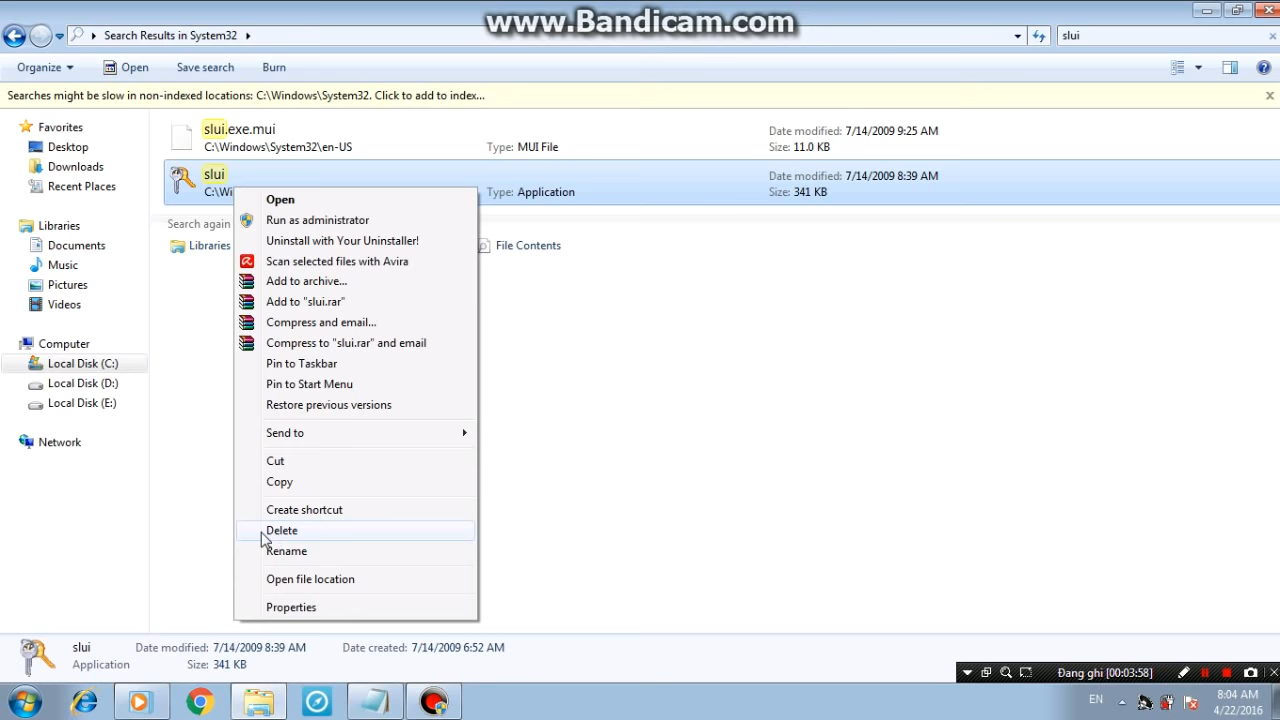 www.Bandicam.com
Search Results in System32
slui
Organize
Open
Save search
Burn
Searches might be slow in non-indexed locations: C:\Windows\System32. Click to add to index...
Favorites
Desktop
Downloads
Recent Places
Libraries
Documents
Music
Pictures
Videos
Computer
Local Disk (C:)
Local Disk (D:)
Local Disk (E:)
Network
slui.exe.mui
C:\Windows\System32\en-US
Type: MUI File
Date modified: 7/14/2009 9:25 AM
Size: 11.0 KB
slui
C:\Wi
Type: Application
Date modified: 7/14/2009 8:39 AM
Size: 341 KB
Search again
Libraries
File Contents
Open
Run as administrator
Uninstall with Your Uninstaller!
Scan selected files with Avira
Add to archive...
Add to "slui.rar"
Compress and email...
Compress to "slui.rar" and email
Pin to Taskbar
Pin to Start Menu
Restore previous versions
Send to
Cut
Copy
Create shortcut
Delete
Rename
Open file location
Properties
slui
Application
Date modified: 7/14/2009 8:39 AM
Size: 341 KB
Date created: 7/14/2009 6:52 AM
Đang ghi [00:03:58]
EN
8:04 AM
4/22/2016